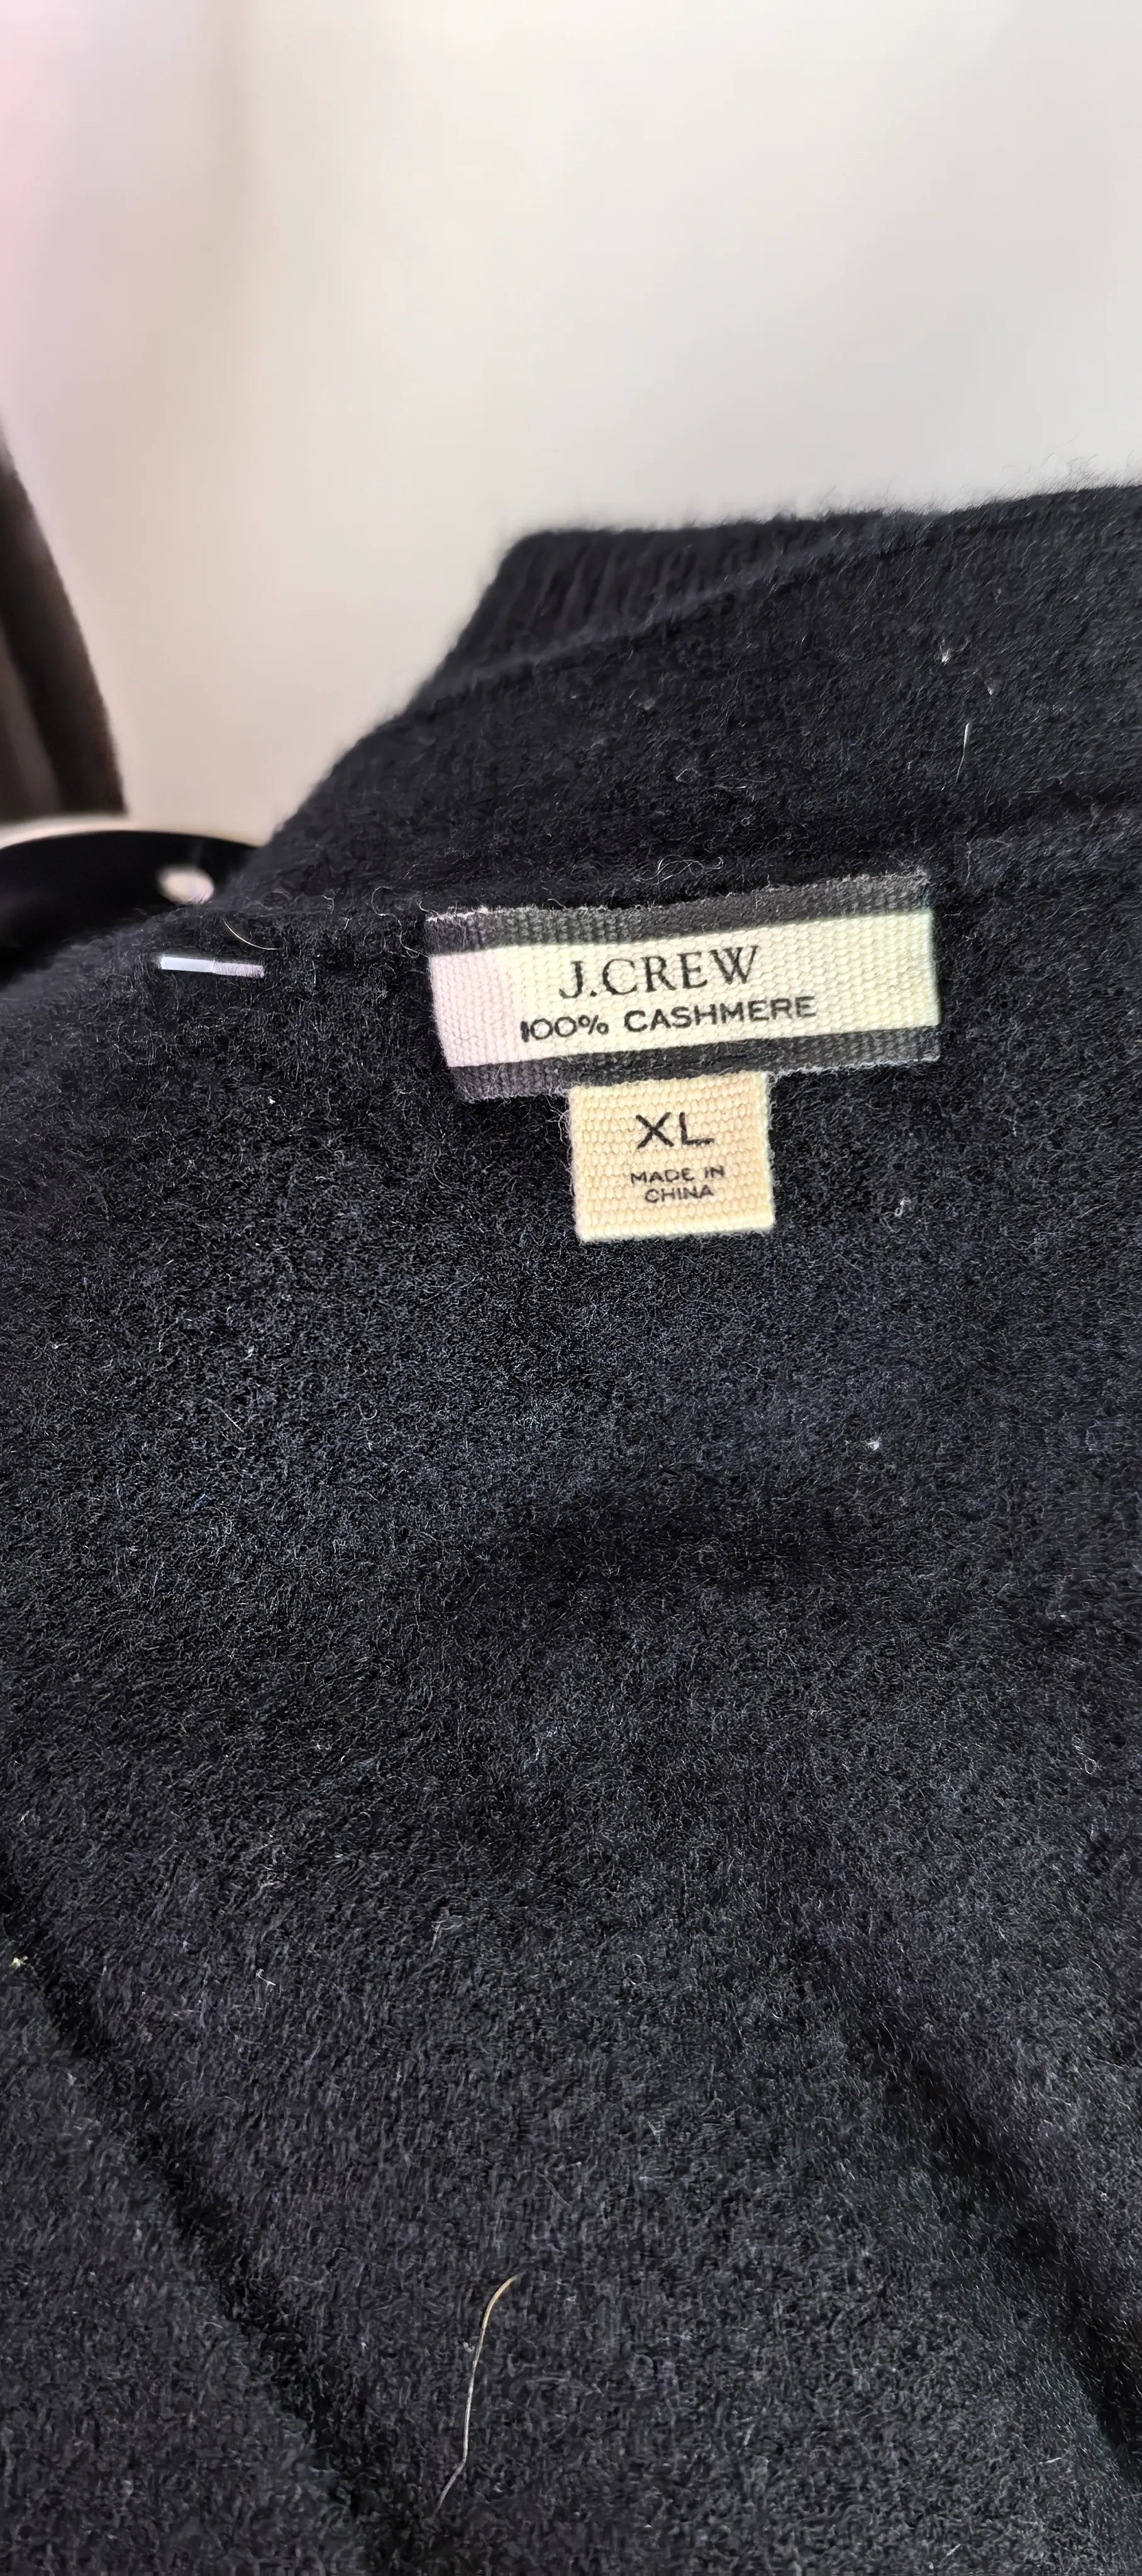 J.CREW
100% CASHMERE
XL
MADE IN
CHINA